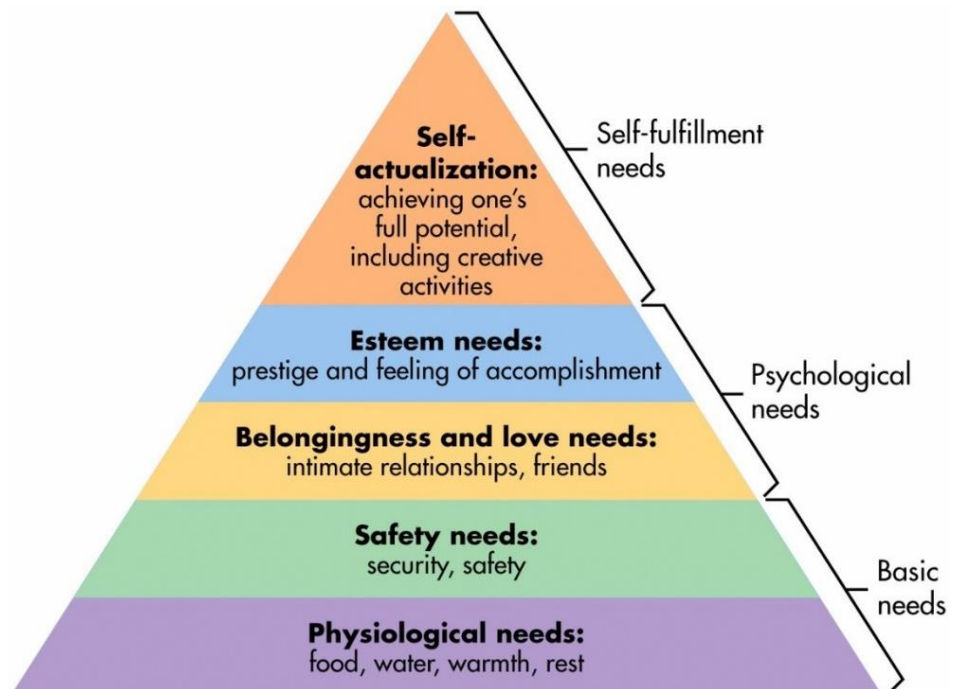 Self-
actualization:
achieving one's
full potential,
including creative
activities
Self-fulfillment
needs
Esteem needs:
prestige and feeling of accomplishment
Belongingness and love needs:
intimate relationships, friends
Psychological
needs
Safety needs:
security, safety
Physiological needs:
food, water, warmth, rest
Basic
needs